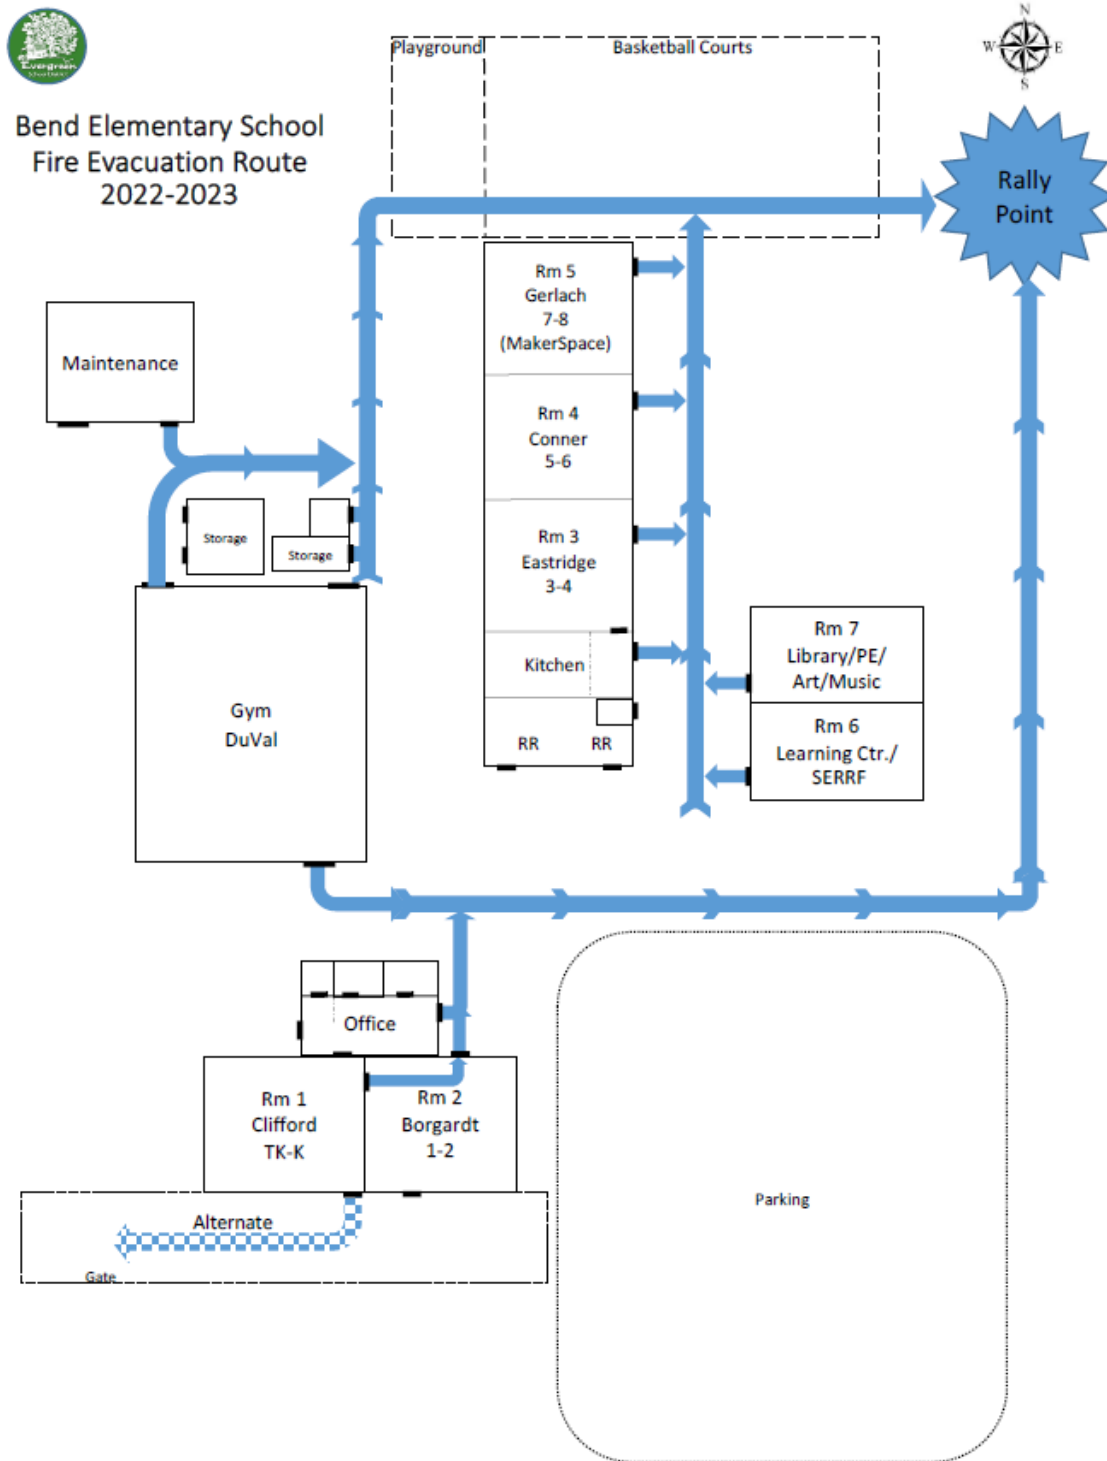 Evergreen
School District
Bend Elementary School
Fire Evacuation Route
2022-2023
Playground
Basketball Courts
N
W
E
S
Rally
Point
Rm 5
Gerlach
7-8
(MakerSpace)
Maintenance
Rm 4
Conner
5-6
Storage
Storage
Rm 3
Eastridge
3-4
Kitchen
RR
RR
Rm 7
Library/PE/
Art/Music
Rm 6
Learning Ctr./
SERRF
Gym
DuVal
Office
Rm 1
Clifford
TK-K
Rm 2
Borgardt
1-2
Alternate
Gate
Parking